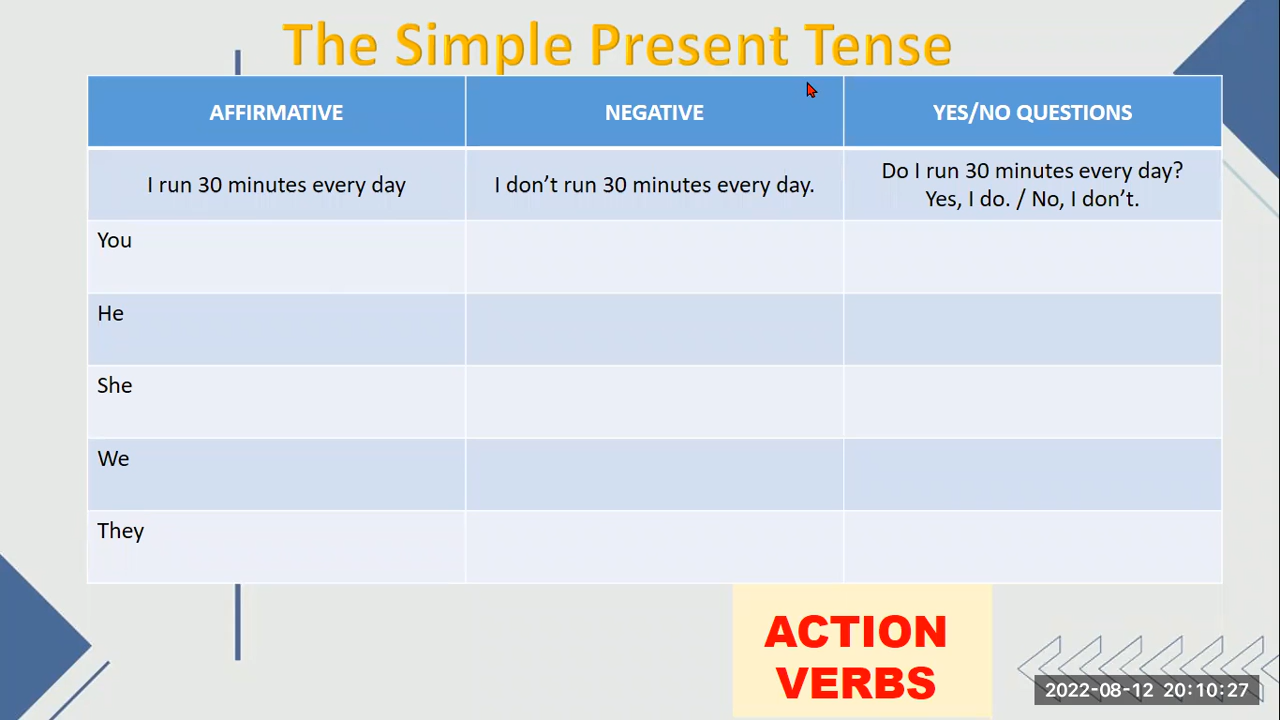 The Simple Present Tense
AFFIRMATIVE
NEGATIVE
YES/NO QUESTIONS
I run 30 minutes every day
I don’t run 30 minutes every day.
Do I run 30 minutes every day?
Yes, I do. / No, I don’t.
You
He
She
We
They
ACTION
VERBS
2022-08-12 20:10:27